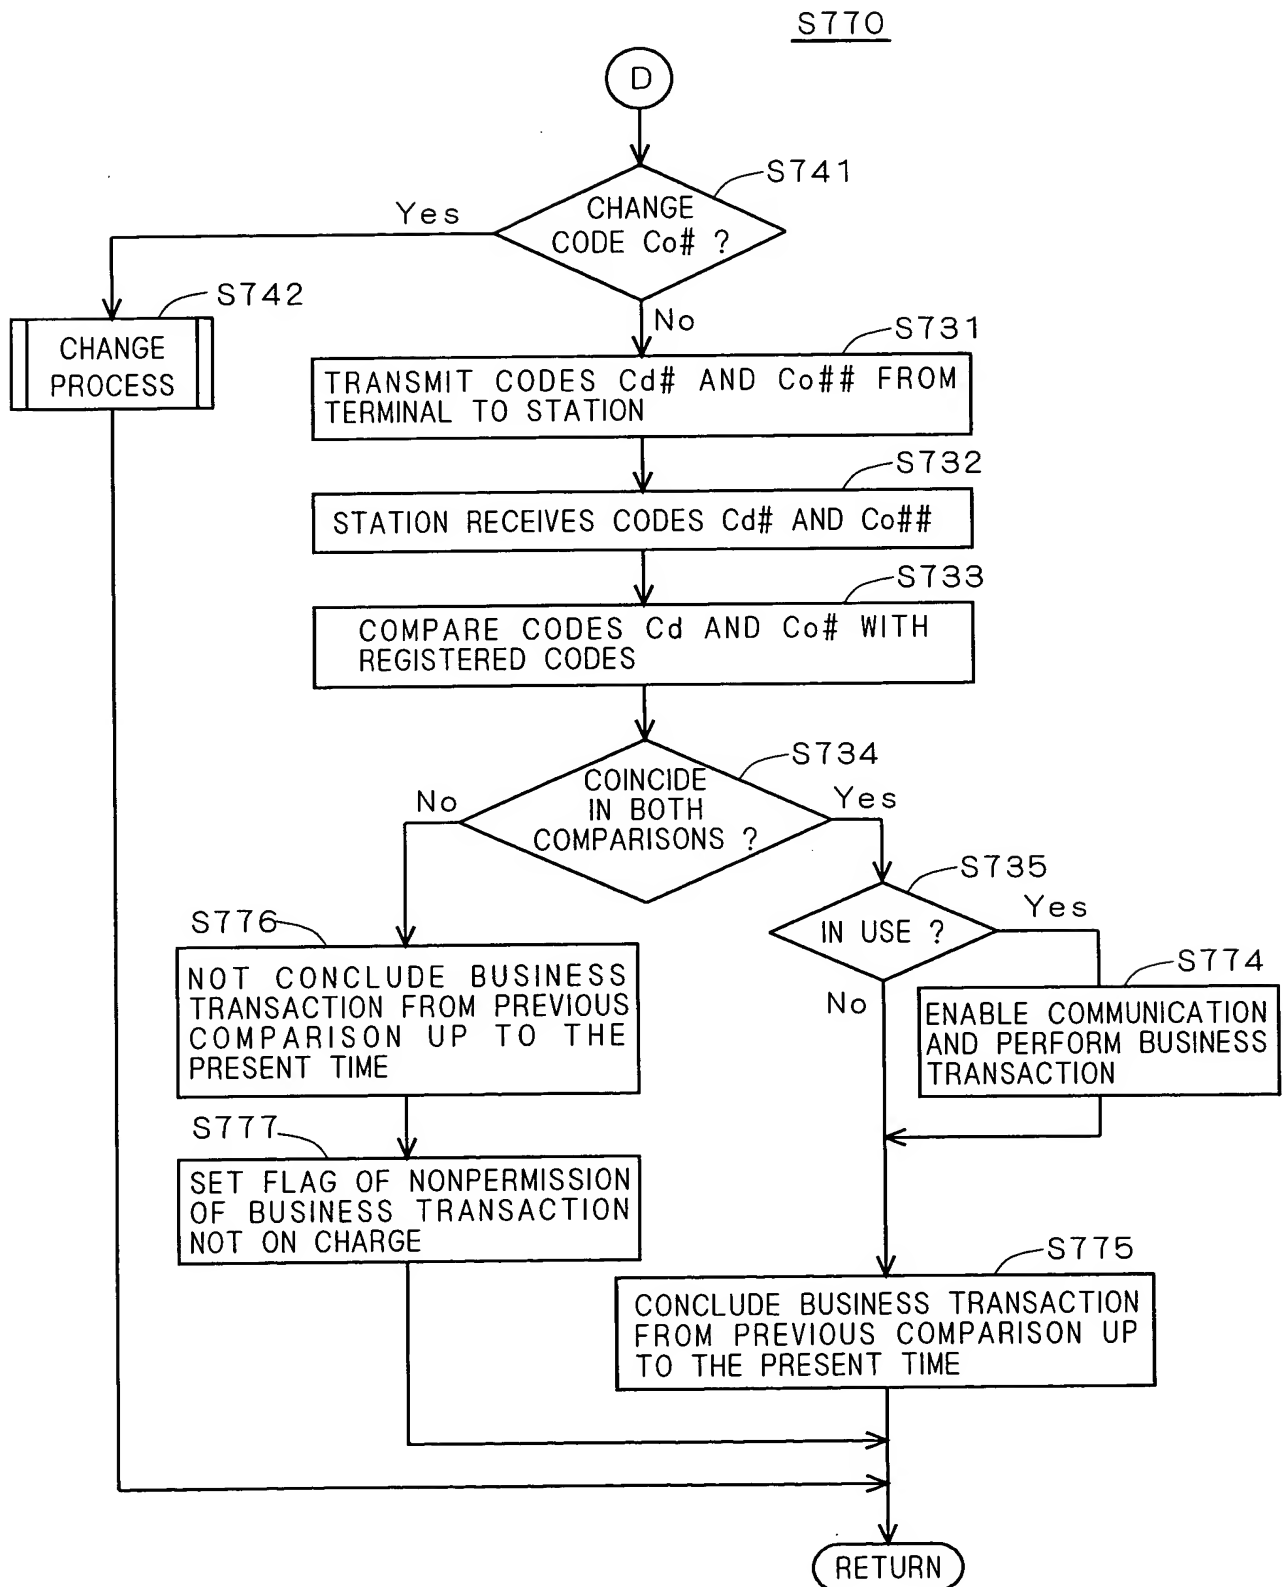 S770
D
S741
CHANGE
CODE Co# ?
Yes
No
S742
CHANGE
PROCESS
S731
TRANSMIT CODES Cd# AND Co## FROM
TERMINAL TO STATION
S732
STATION RECEIVES CODES Cd# AND Co##
S733
COMPARE CODES Cd AND Co# WITH
REGISTERED CODES
S734
COINCIDE
IN BOTH
COMPARISONS ?
No
Yes
S735
IN USE ?
Yes
No
S774
ENABLE COMMUNICATION
AND PERFORM BUSINESS
TRANSACTION
S776
NOT CONCLUDE BUSINESS
TRANSACTION FROM PREVIOUS
COMPARISON UP TO THE
PRESENT TIME
S777
SET FLAG OF NONPERMISSION
OF BUSINESS TRANSACTION
NOT ON CHARGE
S775
CONCLUDE BUSINESS TRANSACTION
FROM PREVIOUS COMPARISON UP
TO THE PRESENT TIME
RETURN